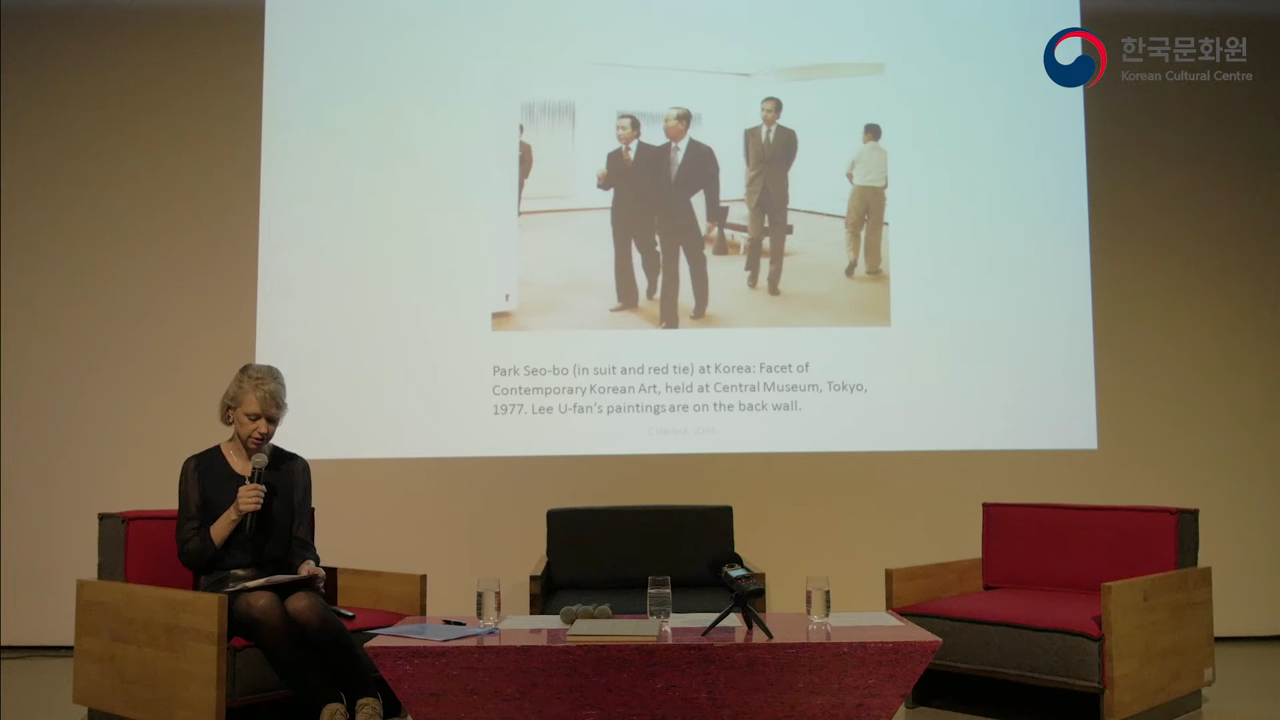 한국문화원
Korean Cultural Centre
Park Seo-bo (in suit and red tie) at Korea: Facet of
Contemporary Korean Art, held at Central Museum, Tokyo,
1977. Lee U-fan's paintings are on the back wall.